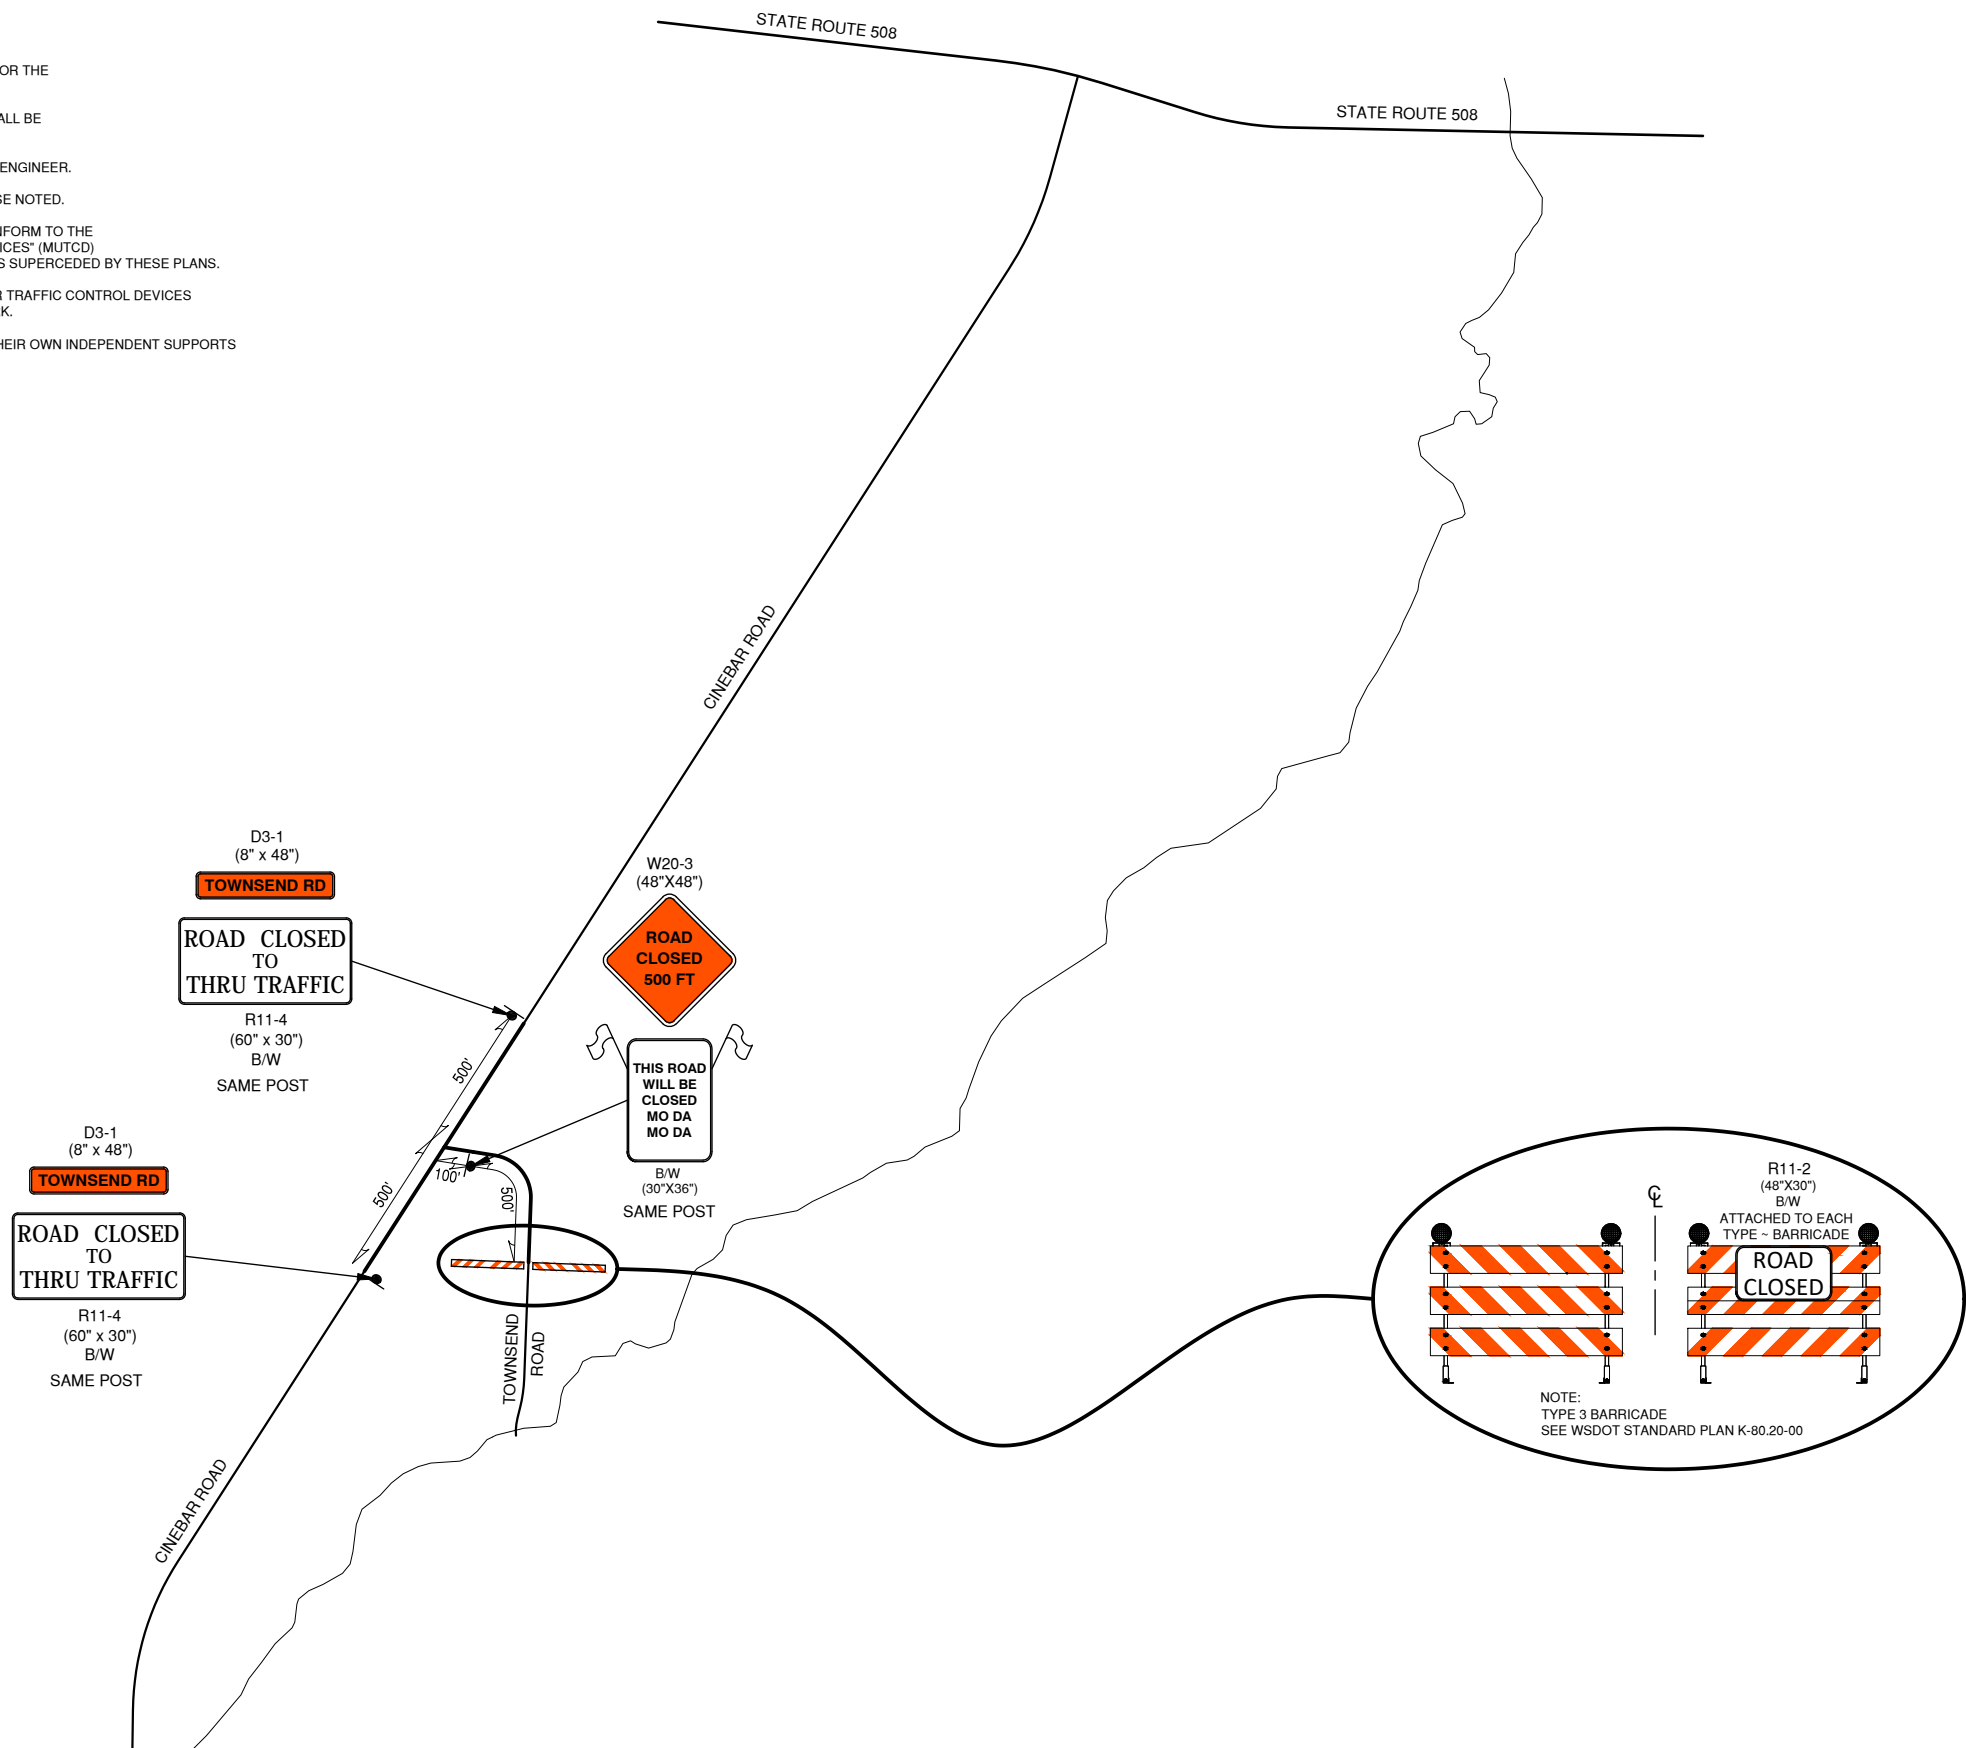 STATE ROUTE 508
STATE ROUTE 508
OR THE
ALL BE
ENGINEER.
SE NOTED.
NFORM TO THE
ICES" (MUTCD)
S SUPERCEDED BY THESE PLANS.
R TRAFFIC CONTROL DEVICES
K.
HEIR OWN INDEPENDENT SUPPORTS
CINEBAR ROAD
D3-1
(8" x 48")
TOWNSEND RD
ROAD CLOSED
TO
THRU TRAFFIC
R11-4
(60" x 30")
B/W
SAME POST
W20-3
(48"X48")
ROAD
CLOSED
500 FT
THIS ROAD
WILL BE
CLOSED
MO DA
MO DA
B/W
(30"X36")
SAME POST
500'
500'
100'
500'
D3-1
(8" x 48")
TOWNSEND RD
ROAD CLOSED
TO
THRU TRAFFIC
R11-4
(60" x 30")
B/W
SAME POST
TOWNSEND
ROAD
CINEBAR ROAD
R11-2
(48"X30")
B/W
ATTACHED TO EACH
TYPE ~ BARRICADE
ROAD
CLOSED
℄
NOTE:
TYPE 3 BARRICADE
SEE WSDOT STANDARD PLAN K-80.20-00